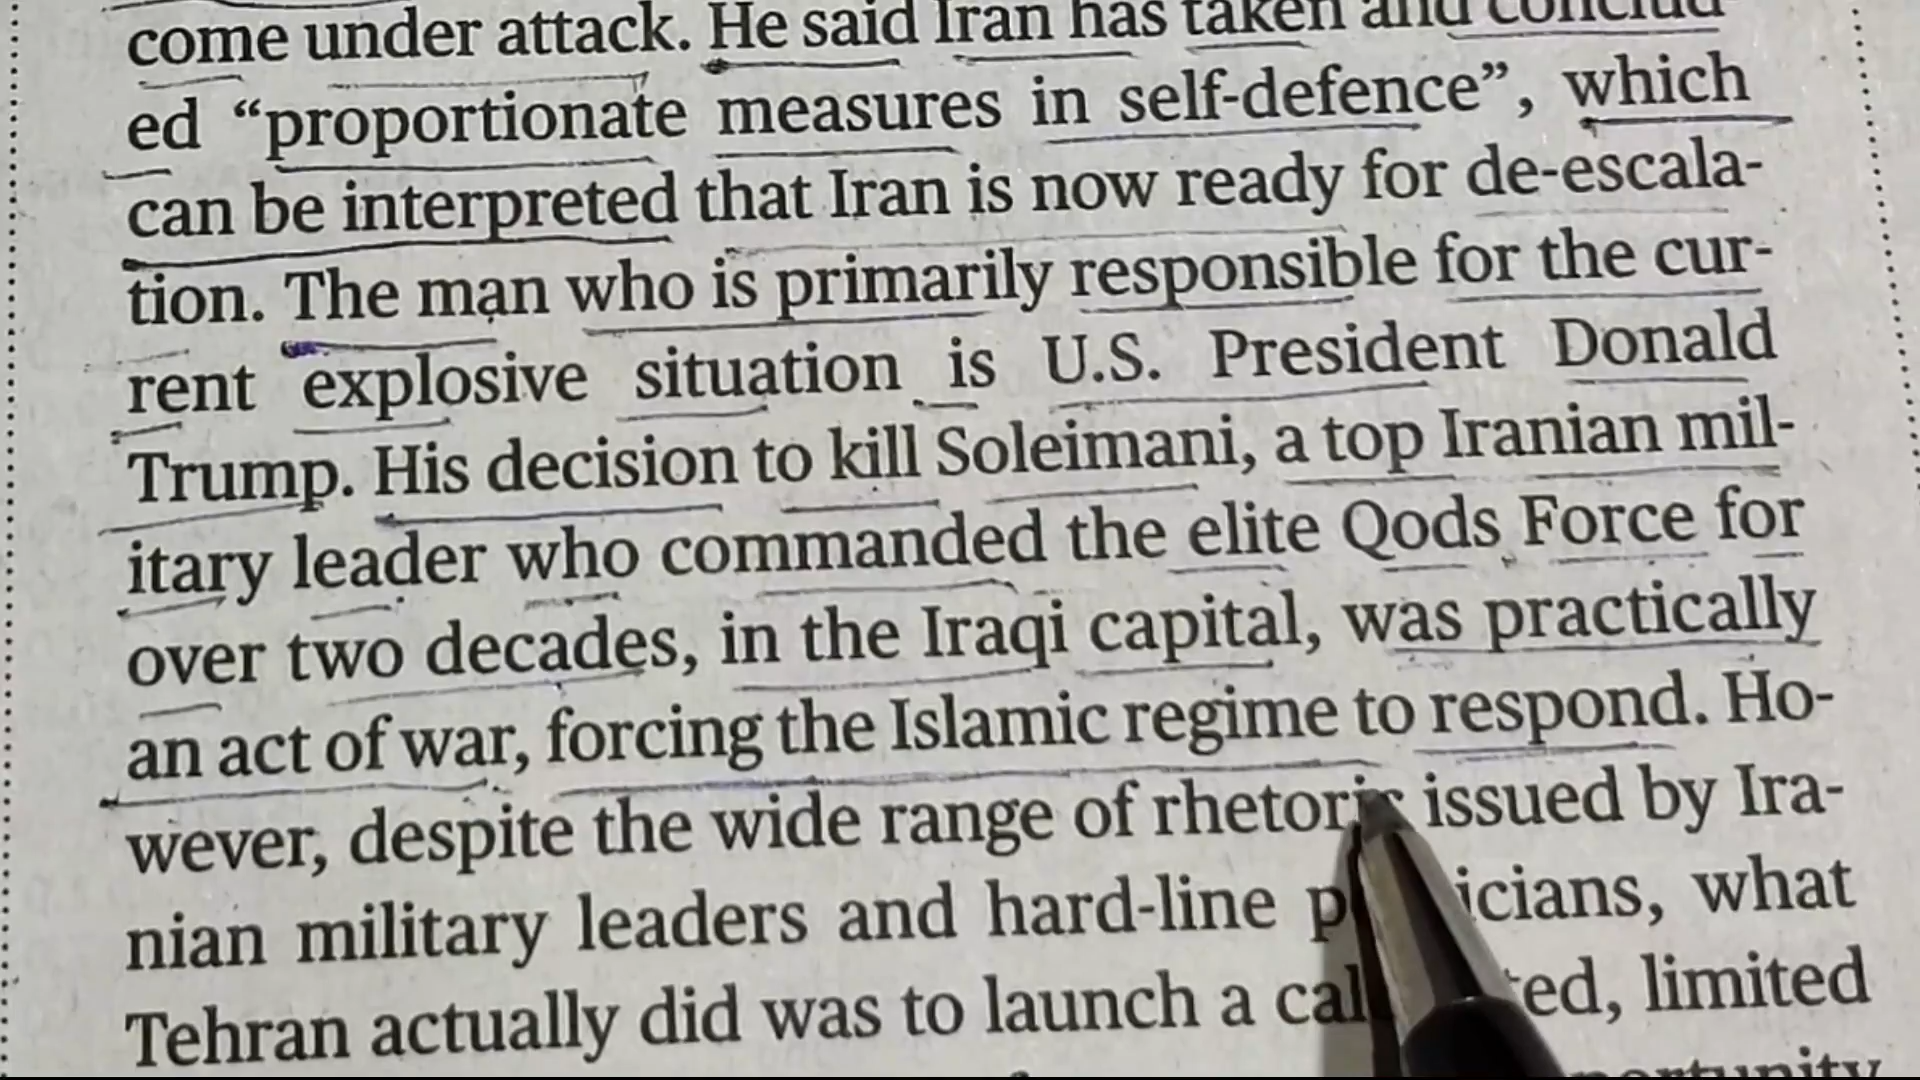 come under attack. He said Iran has taken and conclud-
ed “proportionate measures in self-defence”, which
can be interpreted that Iran is now ready for de-escala-
tion. The man who is primarily responsible for the cur-
rent explosive situation is U.S. President Donald
Trump. His decision to kill Soleimani, a top Iranian mil-
itary leader who commanded the elite Qods Force for
over two decades, in the Iraqi capital, was practically
an act of war, forcing the Islamic regime to respond. Ho-
wever, despite the wide range of rhetoric issued by Ira-
nian military leaders and hard-line p icians, what
Tehran actually did was to launch a cal ted, limited